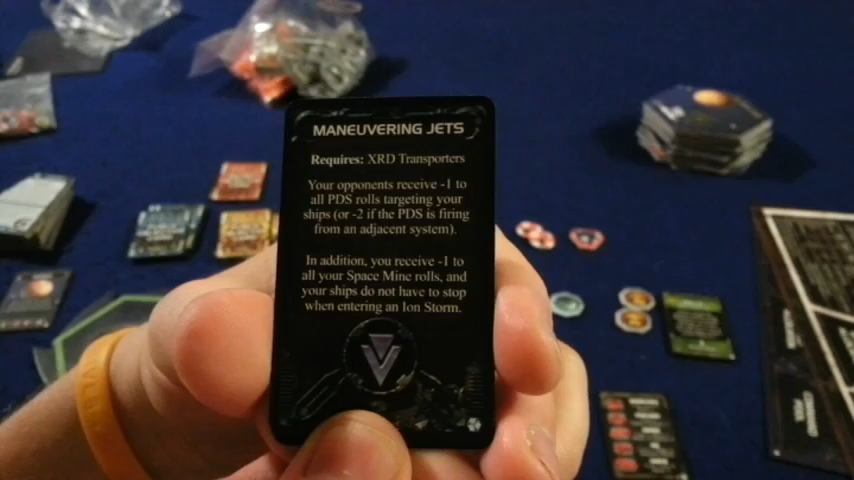 MANEUVERING JETS
Requires: XRD Transporters
Your opponents receive -1 to
all PDS rolls targeting your
ships (or -2 if the PDS is firing
from an adjacent system).
In addition, you receive -1 to
all your Space Mine rolls, and
your ships do not have to stop
when entering an Ion Storm.
COMMAND
POOL